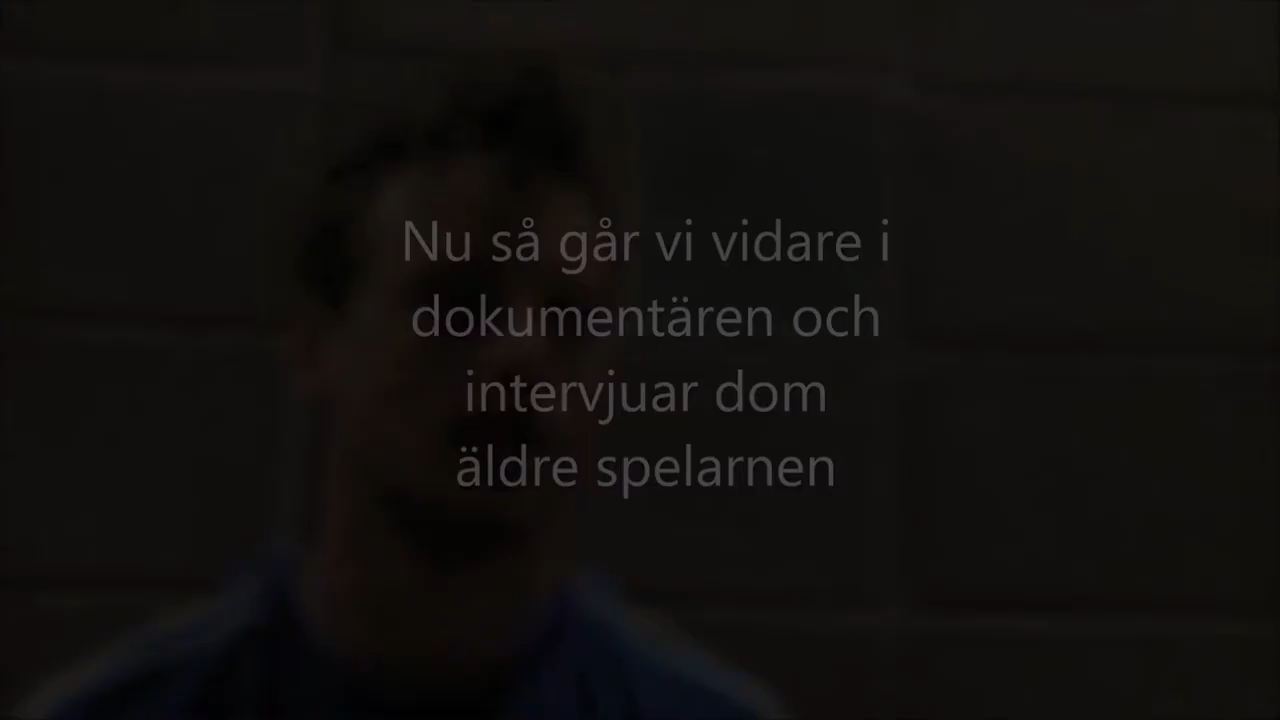 Nu så går vi vidare i
dokumentären och
intervjuar dom
äldre spelarnen